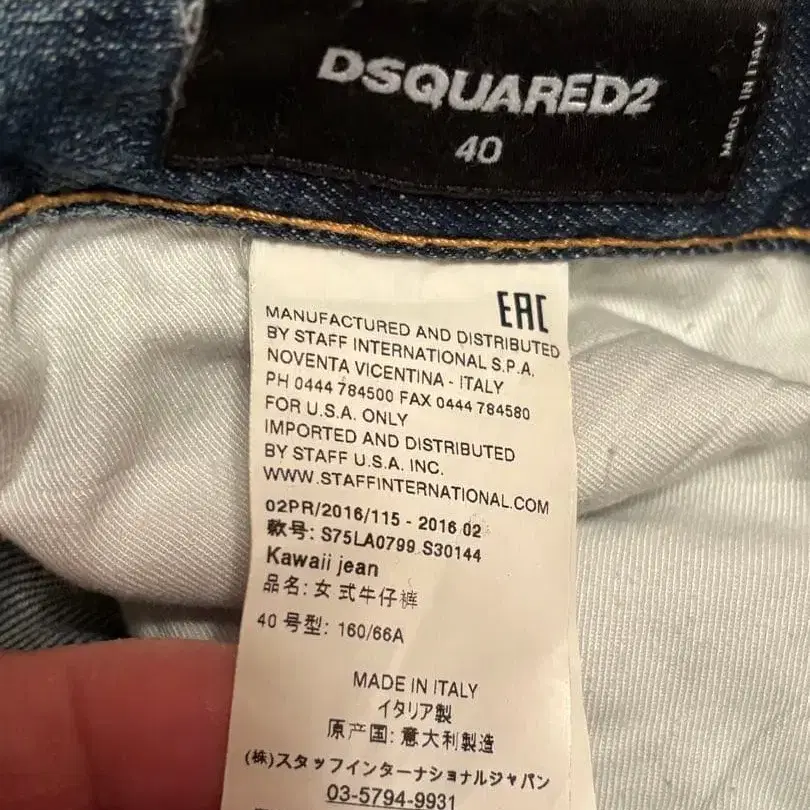 DSQUARED2
40
MADE IN ITALY
EAC
MANUFACTURED AND DISTRIBUTED
BY STAFF INTERNATIONAL S.P.A.
NOVENTA VICENTINA - ITALY
PH 0444 784500 FAX 0444 784580
FOR U.S.A. ONLY
IMPORTED AND DISTRIBUTED
BY STAFF U.S.A. INC.
WWW.STAFFINTERNATIONAL.COM
02PR/2016/115 - 2016 02
款号: S75LA0799 S30144
Kawaii jean
品名: 女式牛仔裤
40 号型: 160/66A
MADE IN ITALY
イタリア製
原产国: 意大利製造
(株)スタッフインターナショナルジャパン
03-5794-9931